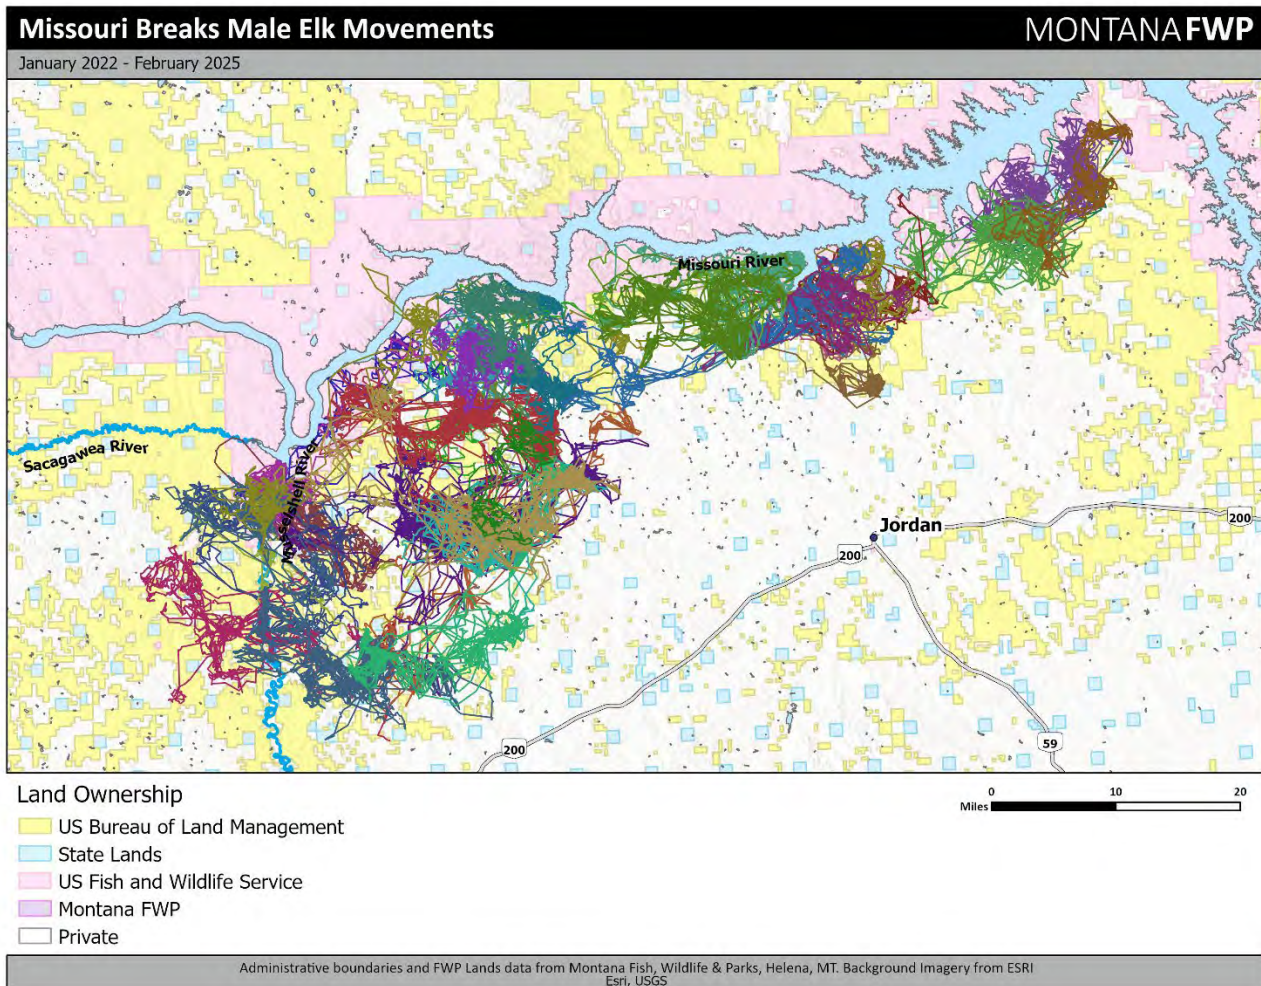 Missouri Breaks Male Elk Movements
MONTANA FWP
January 2022 - February 2025
Missouri River
Sacagawea River
Musselshell River
Jordan
200
200
200
59
Land Ownership
US Bureau of Land Management
State Lands
US Fish and Wildlife Service
Montana FWP
Private
0 10 20
Miles
Administrative boundaries and FWP Lands data from Montana Fish, Wildlife & Parks, Helena, MT. Background Imagery from ESRI
Esri, USGS